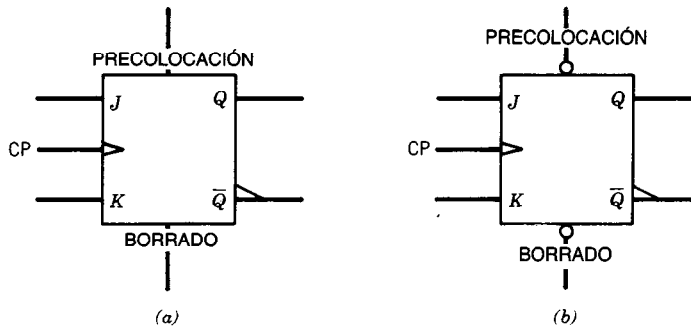 PRECOLOCACIÓN
J Q
CP
K Q̅
BORRADO
(a)
PRECOLOCACIÓN
J Q
CP
K Q̅
BORRADO
(b)